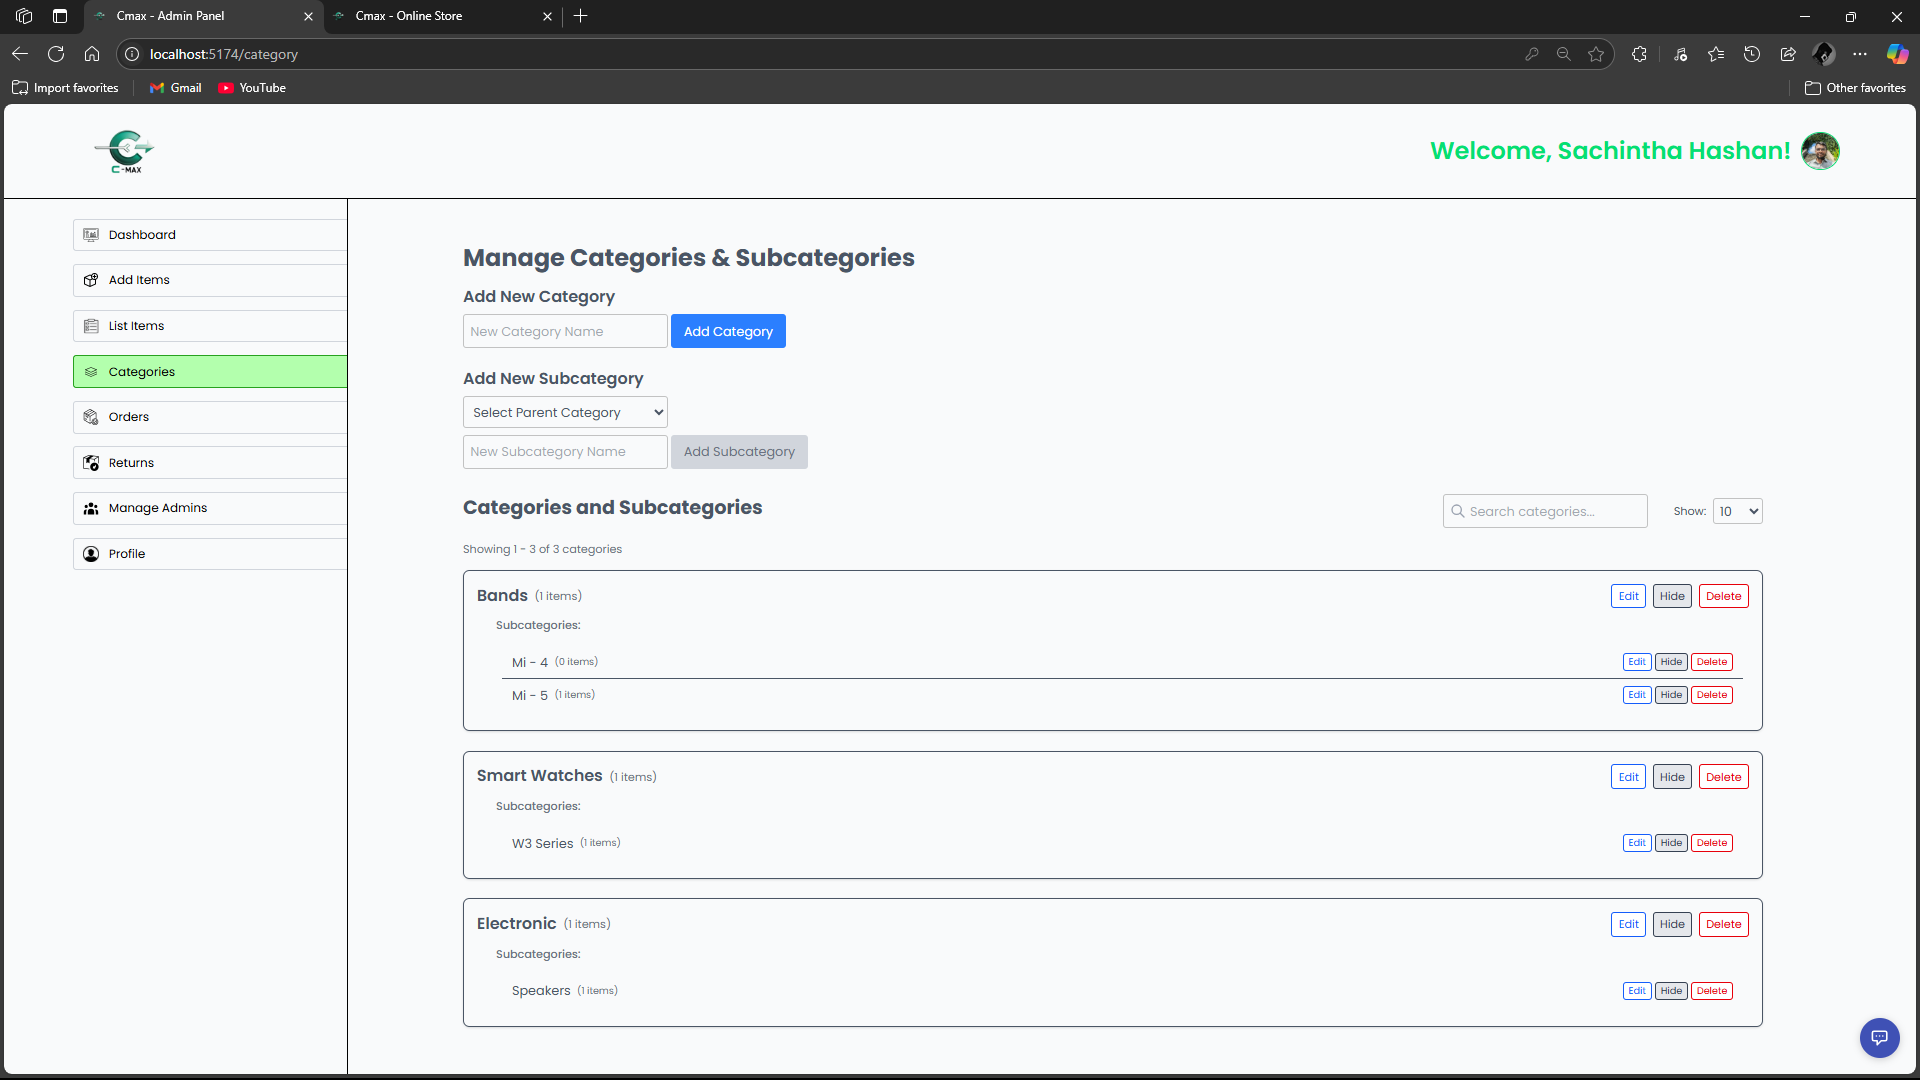 Cmax - Admin Panel
Cmax - Online Store
localhost:5174/category
Import favorites
Gmail
YouTube
Other favorites
C-MAX
Welcome, Sachintha Hashan!
Dashboard
Add Items
List Items
Categories
Orders
Returns
Manage Admins
Profile
Manage Categories & Subcategories
Add New Category
New Category Name
Add Category
Add New Subcategory
Select Parent Category
New Subcategory Name
Add Subcategory
Categories and Subcategories
Search categories...
Show: 10
Showing 1 - 3 of 3 categories
Bands (1 items)
Edit Hide Delete
Subcategories:
Mi - 4 (0 items)
Edit Hide Delete
Mi - 5 (1 items)
Edit Hide Delete
Smart Watches (1 items)
Edit Hide Delete
Subcategories:
W3 Series (1 items)
Edit Hide Delete
Electronic (1 items)
Edit Hide Delete
Subcategories:
Speakers (1 items)
Edit Hide Delete